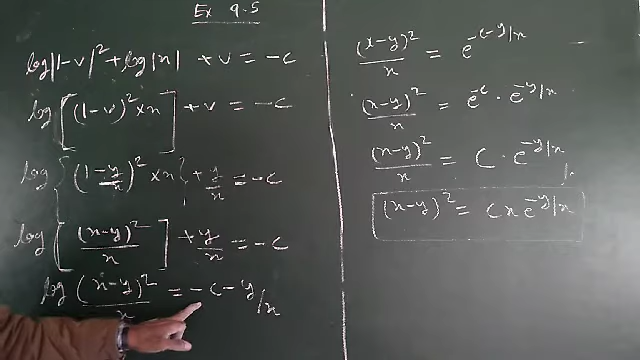 Ex 9.5
log|1-v|² + log|x| + v = -c
log[(1-v)² × x] + v = -c
log{(1-y/x)² × x} + y/x = -c
log[(x-y)²/x] + y/x = -c
log (x-y)²/x = -c-y/x
(x-y)²/x = e^(-c-y/x)
(x-y)²/x = e^(-c) · e^(-y/x)
(x-y)²/x = C · e^(-y/x)
(x-y)² = C x e^(-y/x)